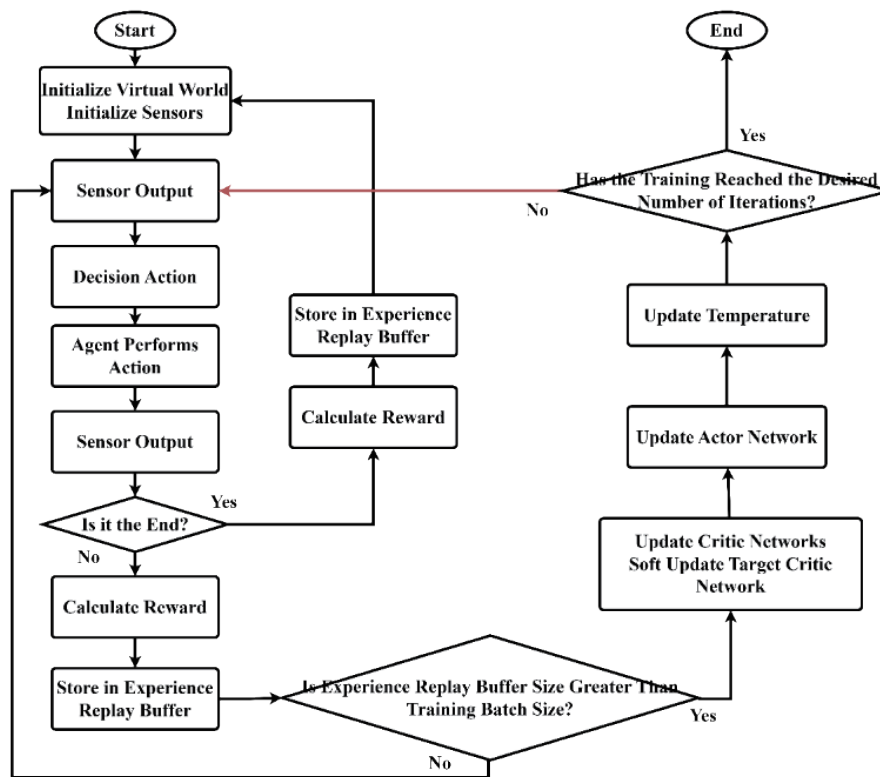 Start
Initialize Virtual World
Initialize Sensors
Sensor Output
Decision Action
Agent Performs
Action
Sensor Output
Is it the End?
Yes
No
Calculate Reward
Store in Experience
Replay Buffer
Calculate Reward
Store in Experience
Replay Buffer
Is Experience Replay Buffer Size Greater Than
Training Batch Size?
No
Yes
Update Critic Networks
Soft Update Target Critic
Network
Update Actor Network
Update Temperature
Has the Training Reached the Desired
Number of Iterations?
No
Yes
End